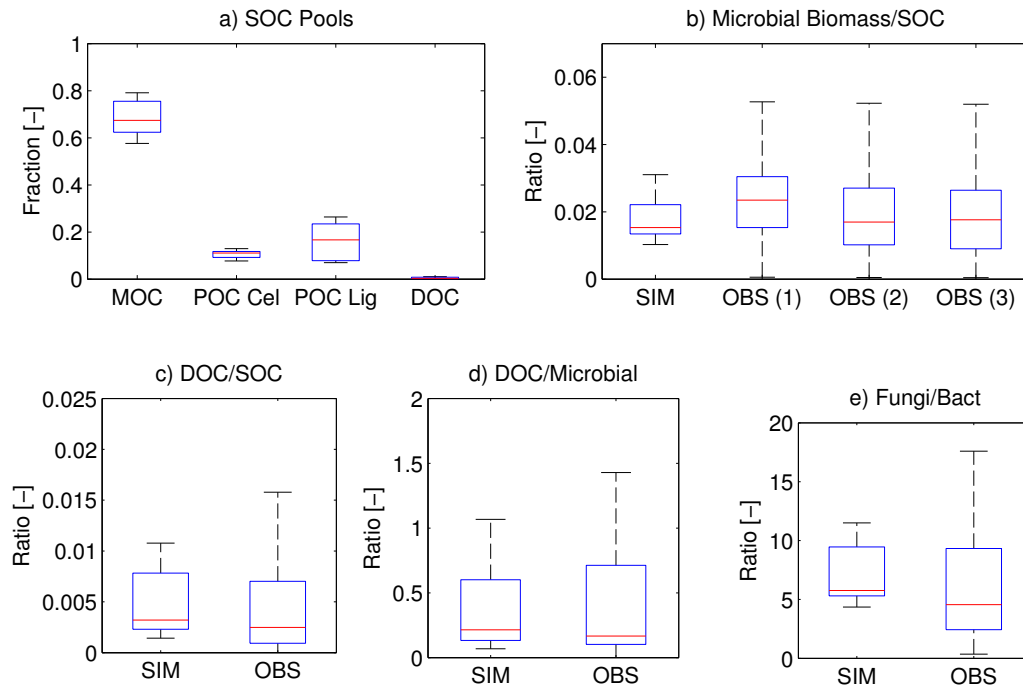 a) SOC Pools
1
0.8
0.6
0.4
0.2
0
Fraction [−]
MOC POC Cel POC Lig DOC
b) Microbial Biomass/SOC
0.06
0.04
0.02
0
Ratio [−]
SIM OBS (1) OBS (2) OBS (3)
c) DOC/SOC
0.025
0.02
0.015
0.01
0.005
0
Ratio [−]
SIM OBS
d) DOC/Microbial
2
1.5
1
0.5
0
Ratio [−]
SIM OBS
e) Fungi/Bact
20
15
10
5
0
Ratio [−]
SIM OBS